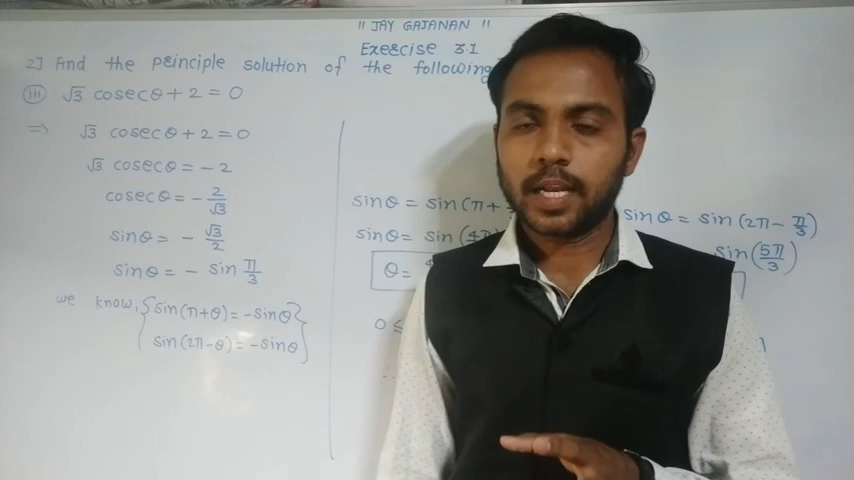 " JAY GAJANAN "
Exercise 3.1
2] Find the principle solution of the following
(iii) √3 cosecθ + 2 = 0
⇒ √3 cosecθ + 2 = 0
√3 cosecθ = - 2
cosecθ = - 2/√3
sinθ = - √3/2
sinθ = - sin π/3
we know, {sin(π+θ) = -sinθ
sin(2π-θ) = -sinθ}
sinθ = sin(π +
sinθ = sin(4π
θ =
0 ≤
sinθ = sin(2π - π/3)
sin(5π/3)